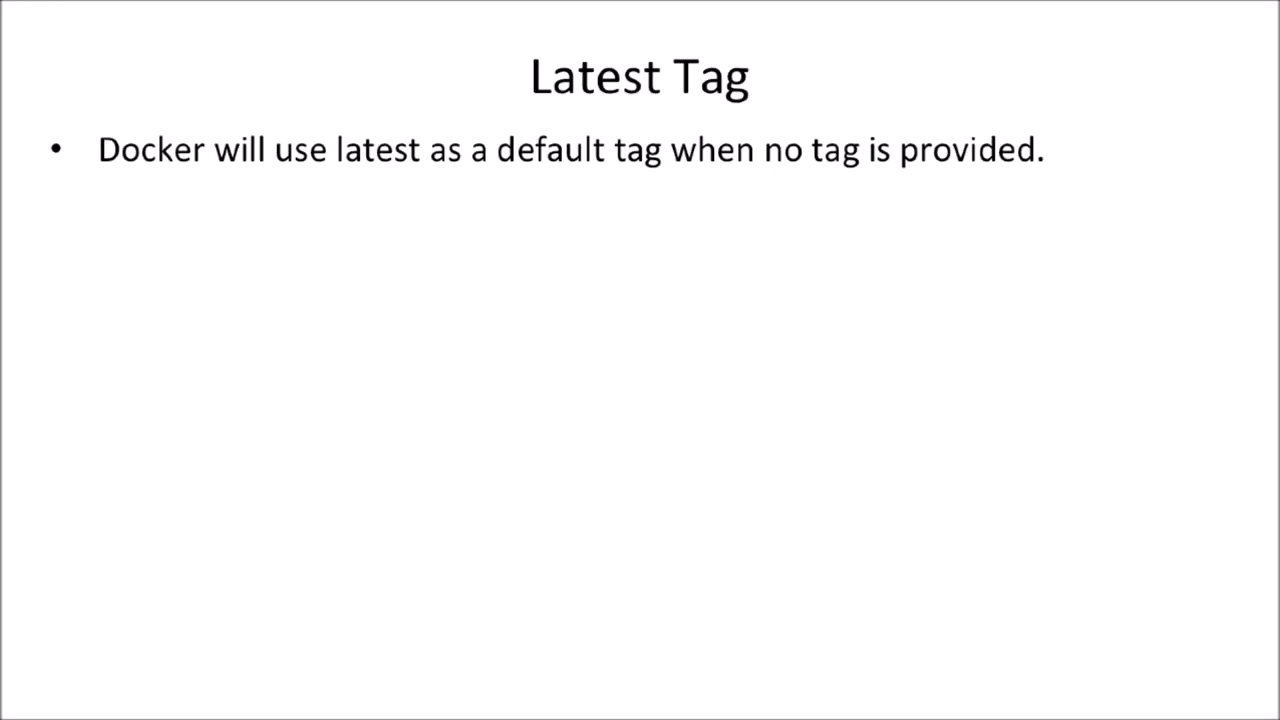 Latest Tag
• Docker will use latest as a default tag when no tag is provided.